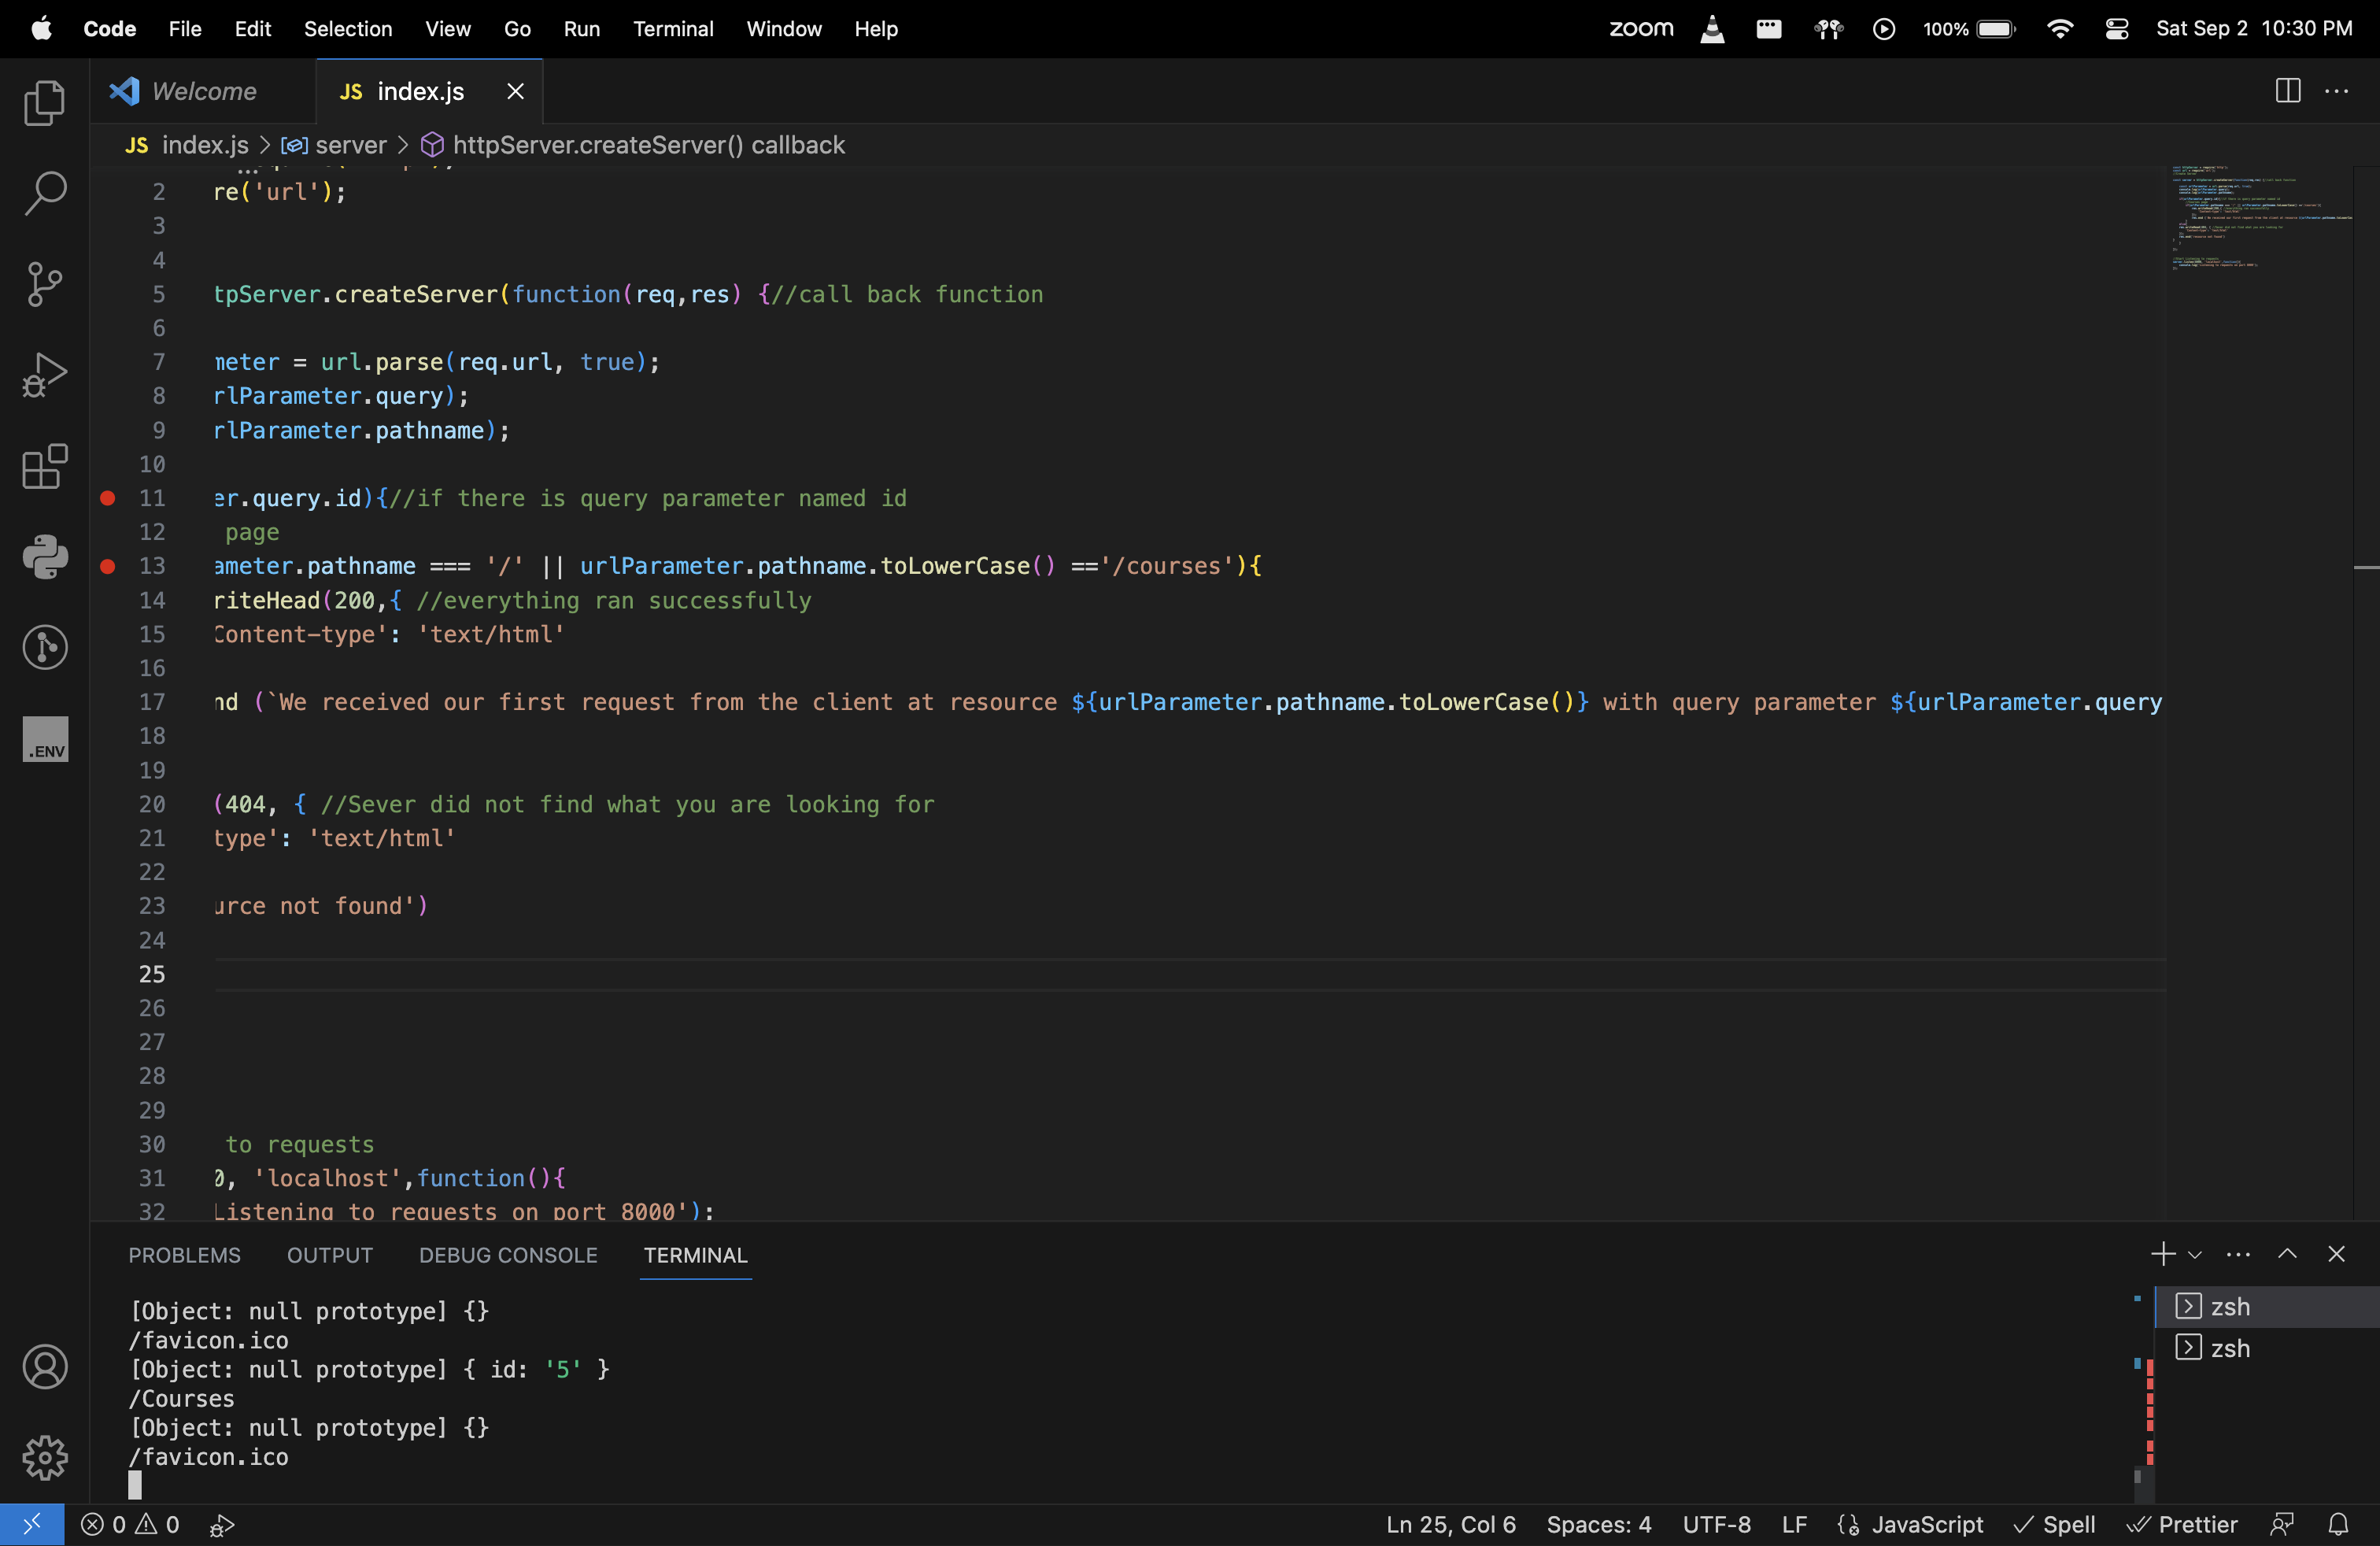 Code File Edit Selection View Go Run Terminal Window Help zoom 100% Sat Sep 2 10:30 PM
Welcome JS index.js
JS index.js > server > httpServer.createServer() callback
2 re('url');
3
4
5 tpServer.createServer(function(req,res) {//call back function
6
7 meter = url.parse(req.url, true);
8 rlParameter.query);
9 rlParameter.pathname);
10
11 er.query.id){//if there is query parameter named id
12 page
13 ameter.pathname === '/' || urlParameter.pathname.toLowerCase() =='/courses'){
14 riteHead(200,{ //everything ran successfully
15 Content-type': 'text/html'
16
17 nd (`We received our first request from the client at resource ${urlParameter.pathname.toLowerCase()} with query parameter ${urlParameter.query
18
19
20 (404, { //Sever did not find what you are looking for
21 type': 'text/html'
22
23 urce not found')
24
25
26
27
28
29
30 to requests
31 0, 'localhost',function(){
32 Listening to requests on port 8000');
PROBLEMS OUTPUT DEBUG CONSOLE TERMINAL
[Object: null prototype] {}
/favicon.ico
[Object: null prototype] { id: '5' }
/Courses
[Object: null prototype] {}
/favicon.ico
zsh
zsh
.ENV
0 0 Ln 25, Col 6 Spaces: 4 UTF-8 LF JavaScript Spell Prettier